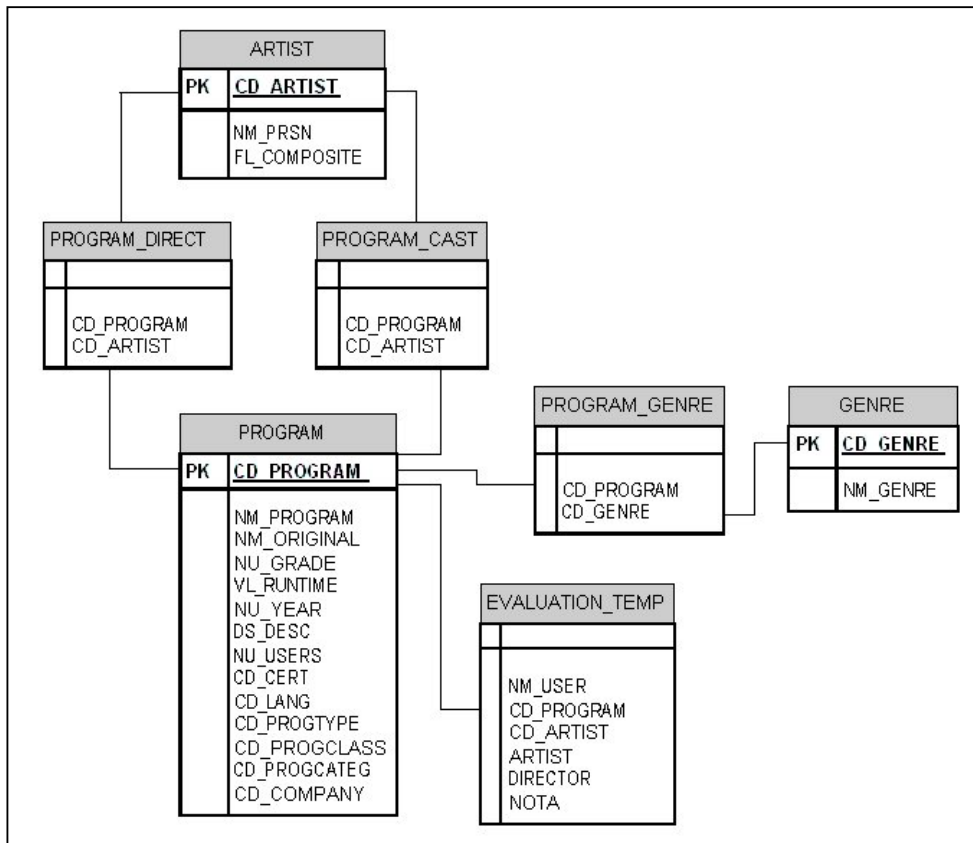 ARTIST
PK CD_ARTIST
NM_PRSN
FL_COMPOSITE
PROGRAM_DIRECT
CD_PROGRAM
CD_ARTIST
PROGRAM_CAST
CD_PROGRAM
CD_ARTIST
PROGRAM
PK CD_PROGRAM
NM_PROGRAM
NM_ORIGINAL
NU_GRADE
VL_RUNTIME
NU_YEAR
DS_DESC
NU_USERS
CD_CERT
CD_LANG
CD_PROGTYPE
CD_PROGCLASS
CD_PROGCATEG
CD_COMPANY
PROGRAM_GENRE
CD_PROGRAM
CD_GENRE
GENRE
PK CD_GENRE
NM_GENRE
EVALUATION_TEMP
NM_USER
CD_PROGRAM
CD_ARTIST
ARTIST
DIRECTOR
NOTA